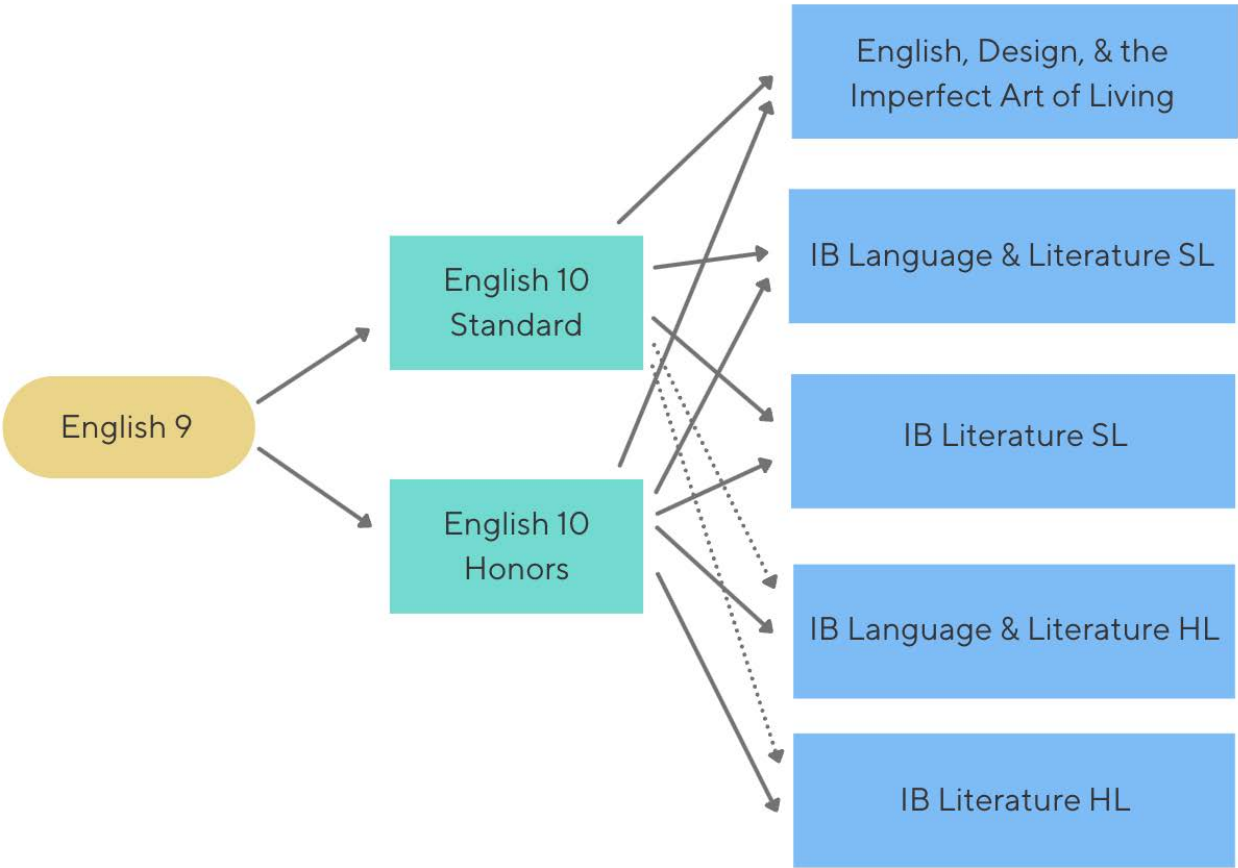 English, Design, & the
Imperfect Art of Living
IB Language & Literature SL
English 10
Standard
IB Literature SL
English 9
English 10
Honors
IB Language & Literature HL
IB Literature HL